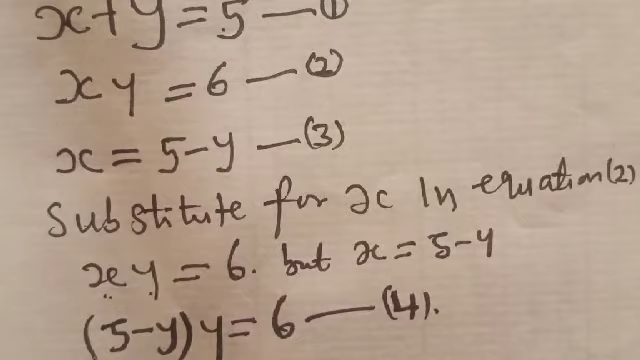 x+y=5—(1)
xy=6—(2)
x=5-y—(3)
Substitute for x In equation(2)
xy=6. but x=5-y
(5-y)y=6—(4).